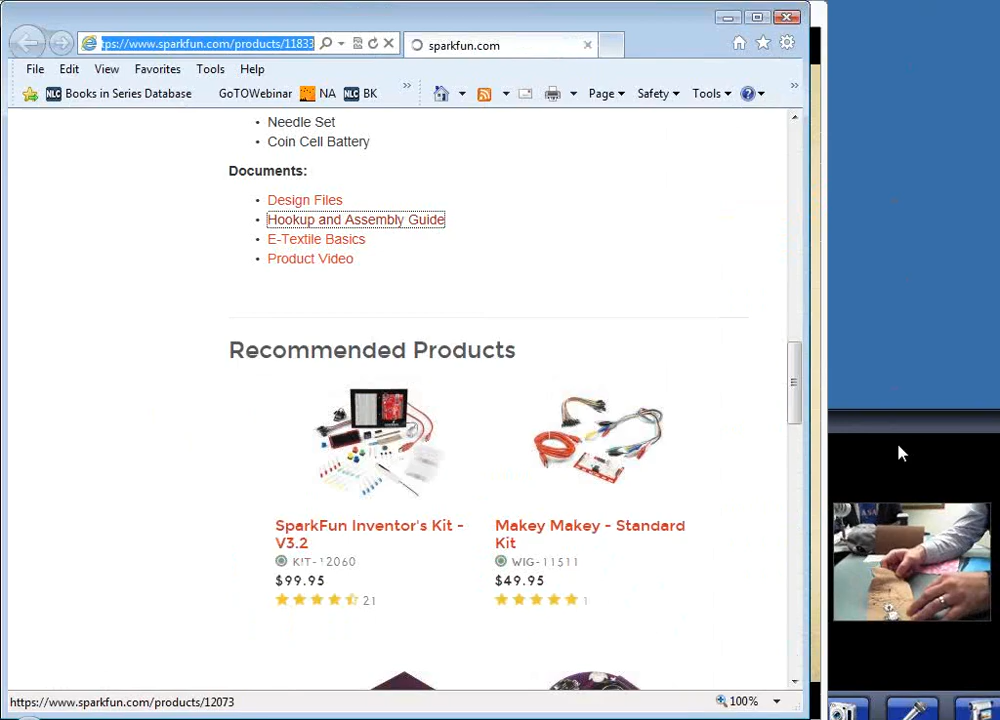 tps://www.sparkfun.com/products/11833
sparkfun.com
File Edit View Favorites Tools Help
NLC Books in Series Database GoTOWebinar NA NLC BK
Page Safety Tools
• Needle Set
• Coin Cell Battery
Documents:
• Design Files
• Hookup and Assembly Guide
• E-Textile Basics
• Product Video
Recommended Products
SparkFun Inventor's Kit -
V3.2
KIT-12060
$99.95
21
Makey Makey - Standard
Kit
WIG-11511
$49.95
1
https://www.sparkfun.com/products/12073
100%